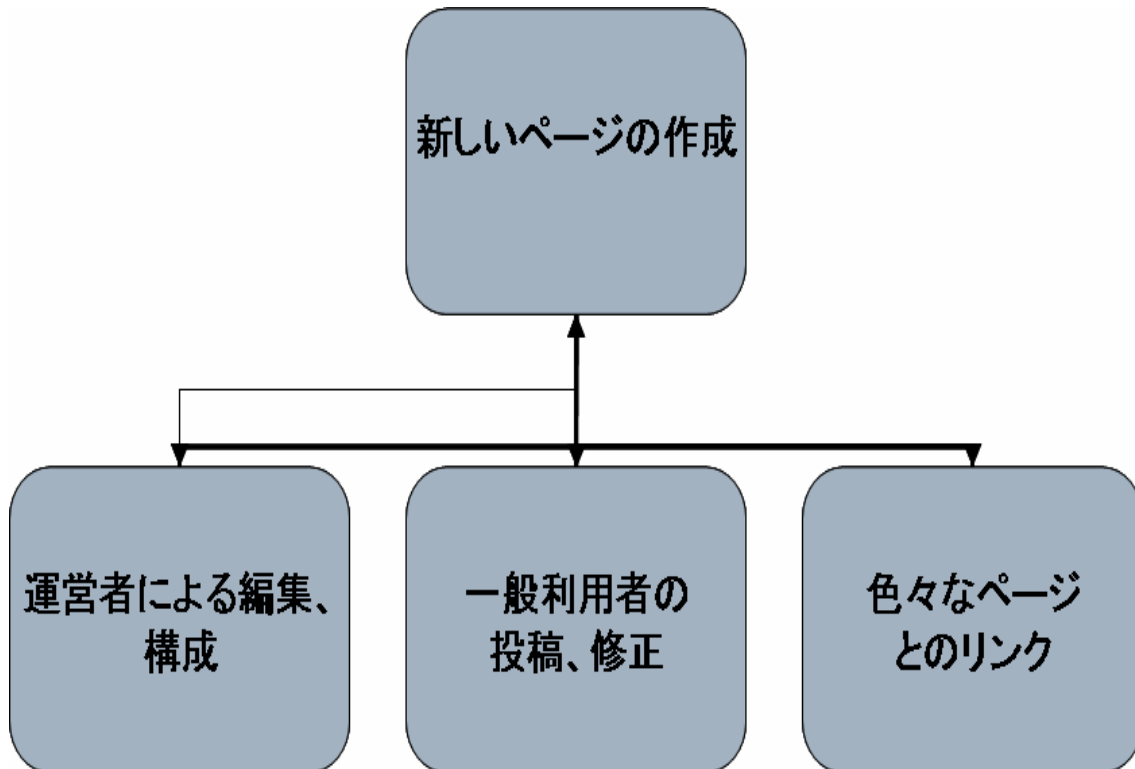 新しいページの作成
運営者による編集、
構成
一般利用者の
投稿、修正
色々なページ
とのリンク